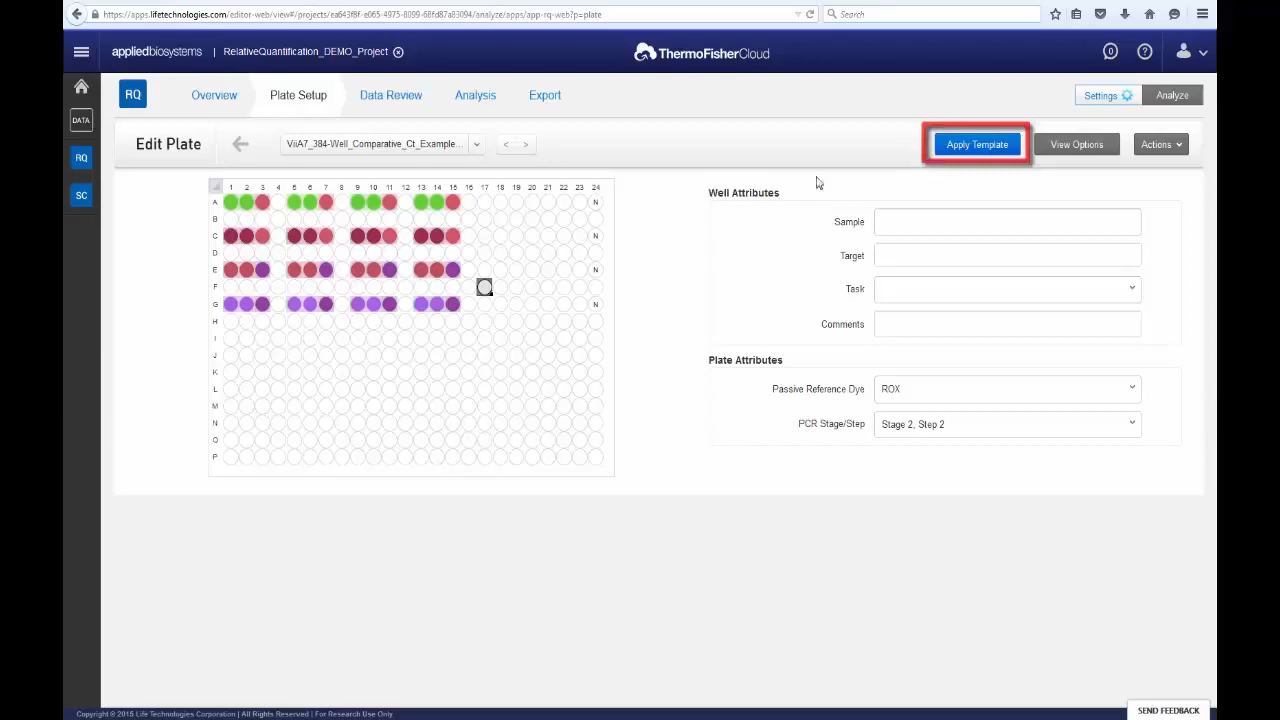 https://apps.lifetechnologies.com/editor-web/view#/projects/ea643f8f-e065-4975-8099-68fd87a83094/analyze/apps/app-rq-web?p=plate
Search
appliedbiosystems
RelativeQuantification_DEMO_Project
ThermoFisherCloud
0
?
RQ
Overview
Plate Setup
Data Review
Analysis
Export
Settings
Analyze
DATA
RQ
SC
Edit Plate
ViiA7_384-Well_Comparative_Ct_Example...
< >
Apply Template
View Options
Actions
1 2 3 4 5 6 7 8 9 10 11 12 13 14 15 16 17 18 19 20 21 22 23 24
A N
B
C N
D
E N
F
G N
H
I
J
K
L
M
N
O
P
Well Attributes
Sample
Target
Task
Comments
Plate Attributes
Passive Reference Dye ROX
PCR Stage/Step Stage 2, Step 2
Copyright © 2015 Life Technologies Corporation | All Rights Reserved | For Research Use Only
SEND FEEDBACK